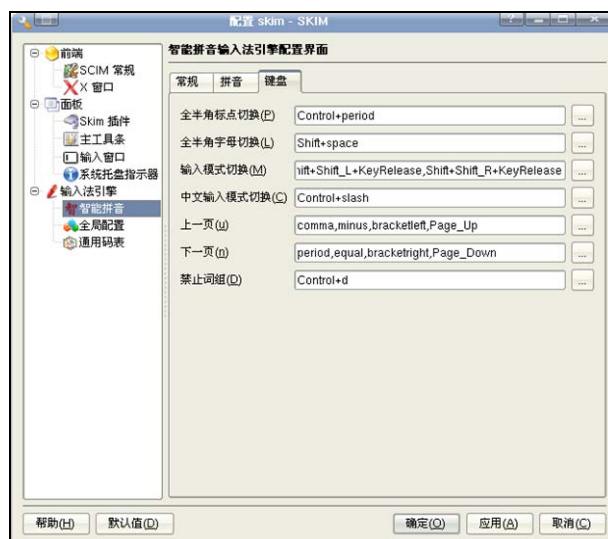 配置 skim - SKIM
前端
SCIM 常规
X 窗口
面板
Skim 插件
主工具条
输入窗口
系统托盘指示器
输入法引擎
智能拼音
全局配置
通用码表
智能拼音输入法引擎配置界面
常规 拼音 键盘
全半角标点切换(P) Control+period ...
全半角字母切换(L) Shift+space ...
输入模式切换(M) hift+Shift_L+KeyRelease,Shift+Shift_R+KeyRelease ...
中文输入模式切换(C) Control+slash ...
上一页(u) comma,minus,bracketleft,Page_Up ...
下一页(n) period,equal,bracketright,Page_Down ...
禁止词组(D) Control+d ...
帮助(H) 默认值(D) 确定(O) 应用(A) 取消(C)